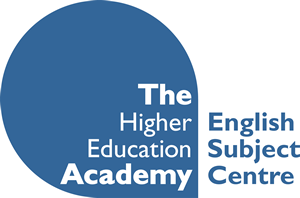 The
Higher
Education
Academy
English
Subject
Centre